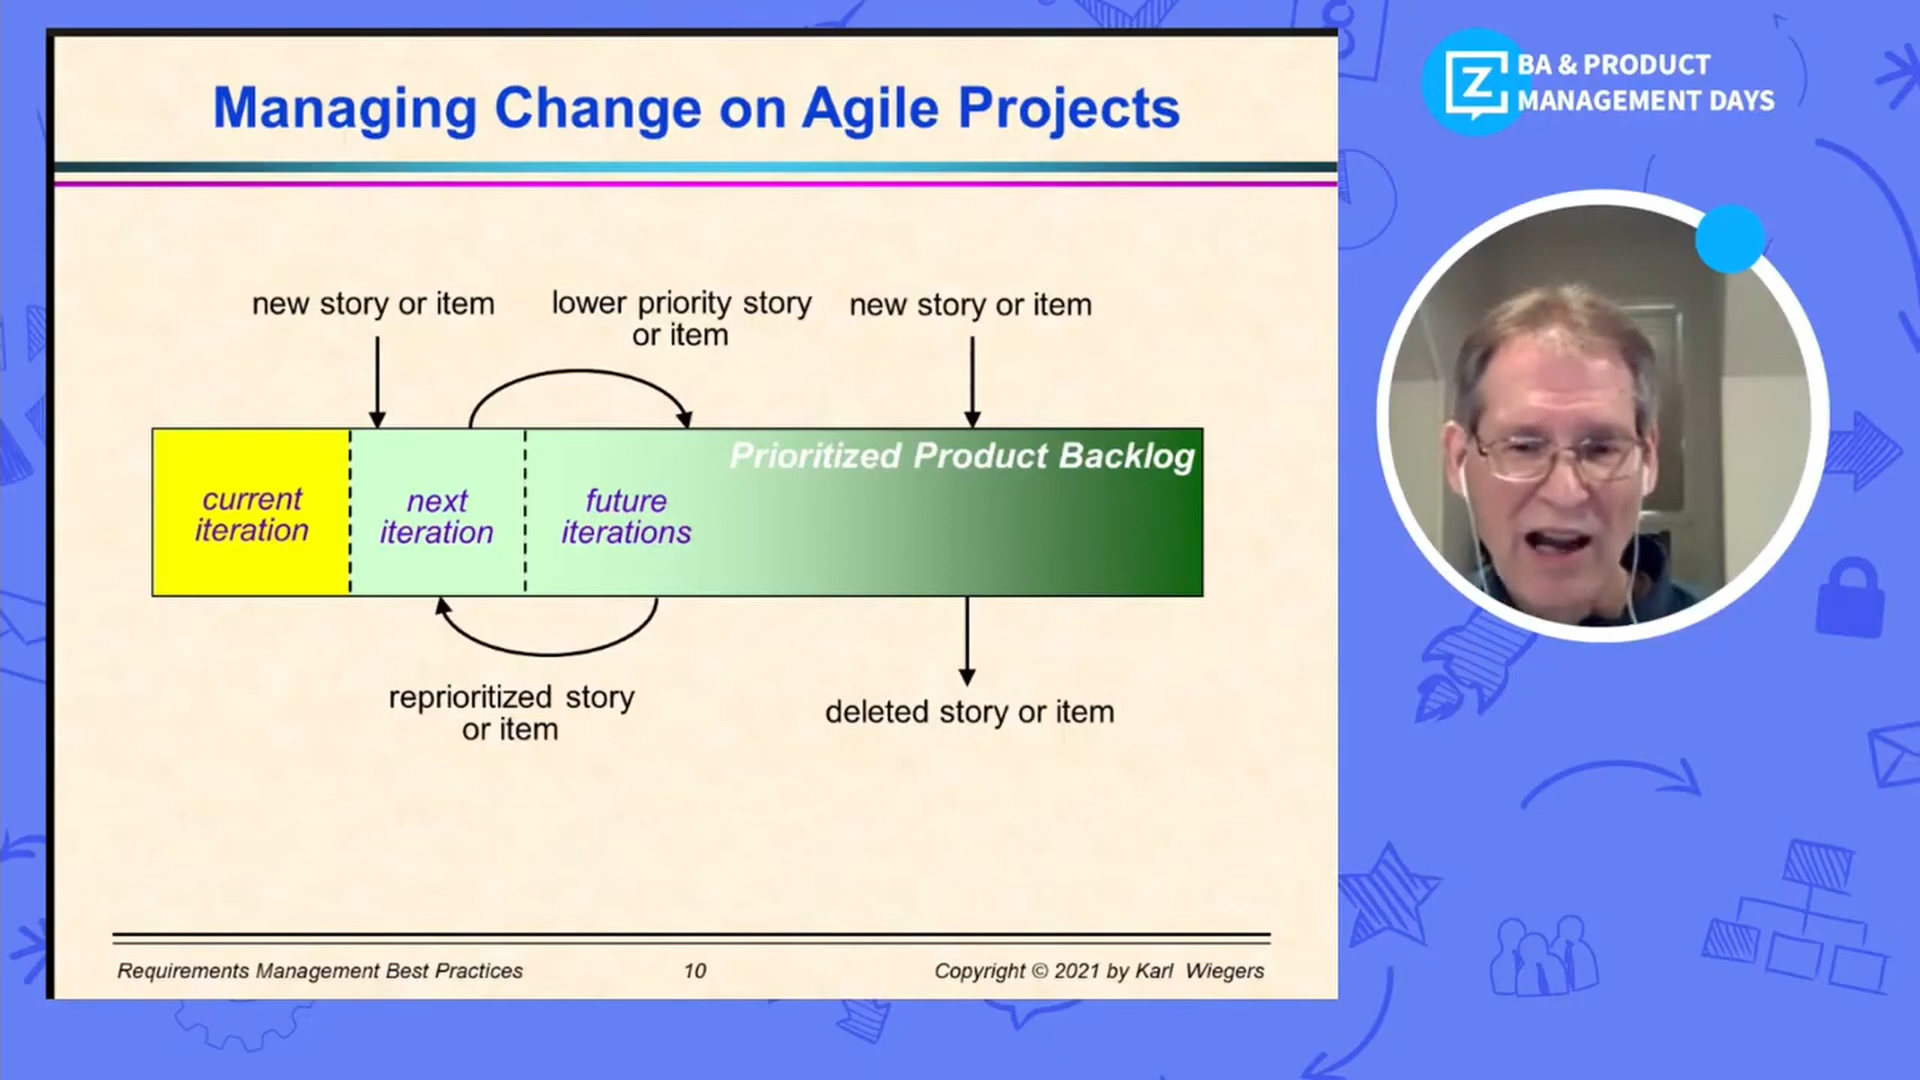 Managing Change on Agile Projects
new story or item
lower priority story
or item
new story or item
Prioritized Product Backlog
current
iteration
next
iteration
future
iterations
reprioritized story
or item
deleted story or item
Requirements Management Best Practices
10
Copyright © 2021 by Karl Wiegers
Z
BA & PRODUCT
MANAGEMENT DAYS